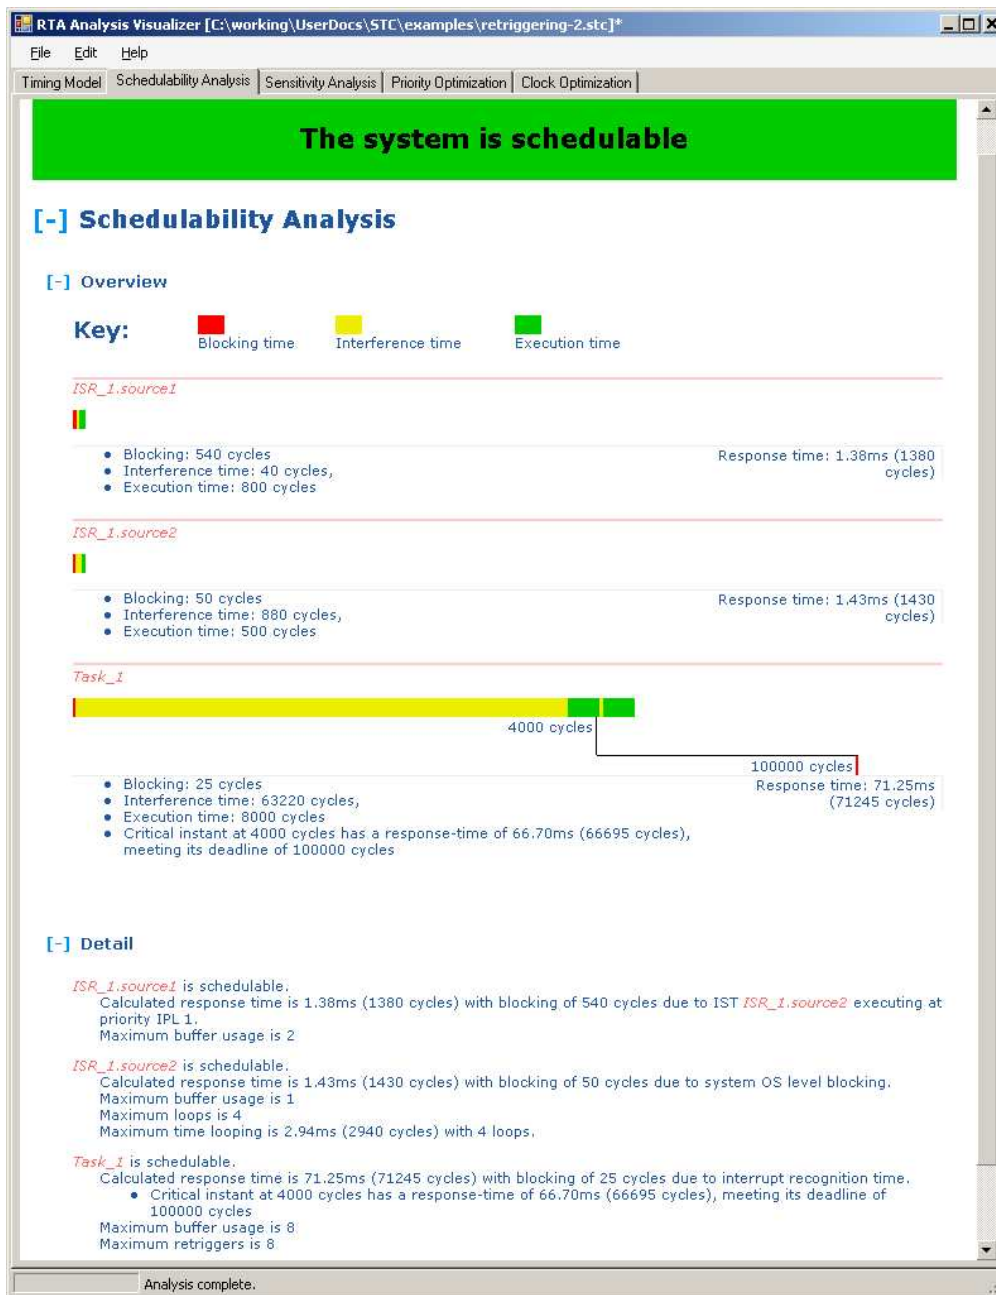 RTA Analysis Visualizer [C:\working\UserDocs\STC\examples\retriggering-2.stc]*
File Edit Help
Timing Model Schedulability Analysis Sensitivity Analysis Priority Optimization Clock Optimization
The system is schedulable
[-] Schedulability Analysis
[-] Overview
Key:
Blocking time Interference time Execution time
ISR_1.source1
• Blocking: 540 cycles
• Interference time: 40 cycles,
• Execution time: 800 cycles
Response time: 1.38ms (1380
cycles)
ISR_1.source2
• Blocking: 50 cycles
• Interference time: 880 cycles,
• Execution time: 500 cycles
Response time: 1.43ms (1430
cycles)
Task_1
4000 cycles
100000 cycles
• Blocking: 25 cycles
• Interference time: 63220 cycles,
• Execution time: 8000 cycles
• Critical instant at 4000 cycles has a response-time of 66.70ms (66695 cycles),
meeting its deadline of 100000 cycles
Response time: 71.25ms
(71245 cycles)
[-] Detail
ISR_1.source1 is schedulable.
Calculated response time is 1.38ms (1380 cycles) with blocking of 540 cycles due to IST ISR_1.source2 executing at
priority IPL 1.
Maximum buffer usage is 2
ISR_1.source2 is schedulable.
Calculated response time is 1.43ms (1430 cycles) with blocking of 50 cycles due to system OS level blocking.
Maximum buffer usage is 1
Maximum loops is 4
Maximum time looping is 2.94ms (2940 cycles) with 4 loops.
Task_1 is schedulable.
Calculated response time is 71.25ms (71245 cycles) with blocking of 25 cycles due to interrupt recognition time.
• Critical instant at 4000 cycles has a response-time of 66.70ms (66695 cycles), meeting its deadline of
100000 cycles
Maximum buffer usage is 8
Maximum retriggers is 8
Analysis complete.